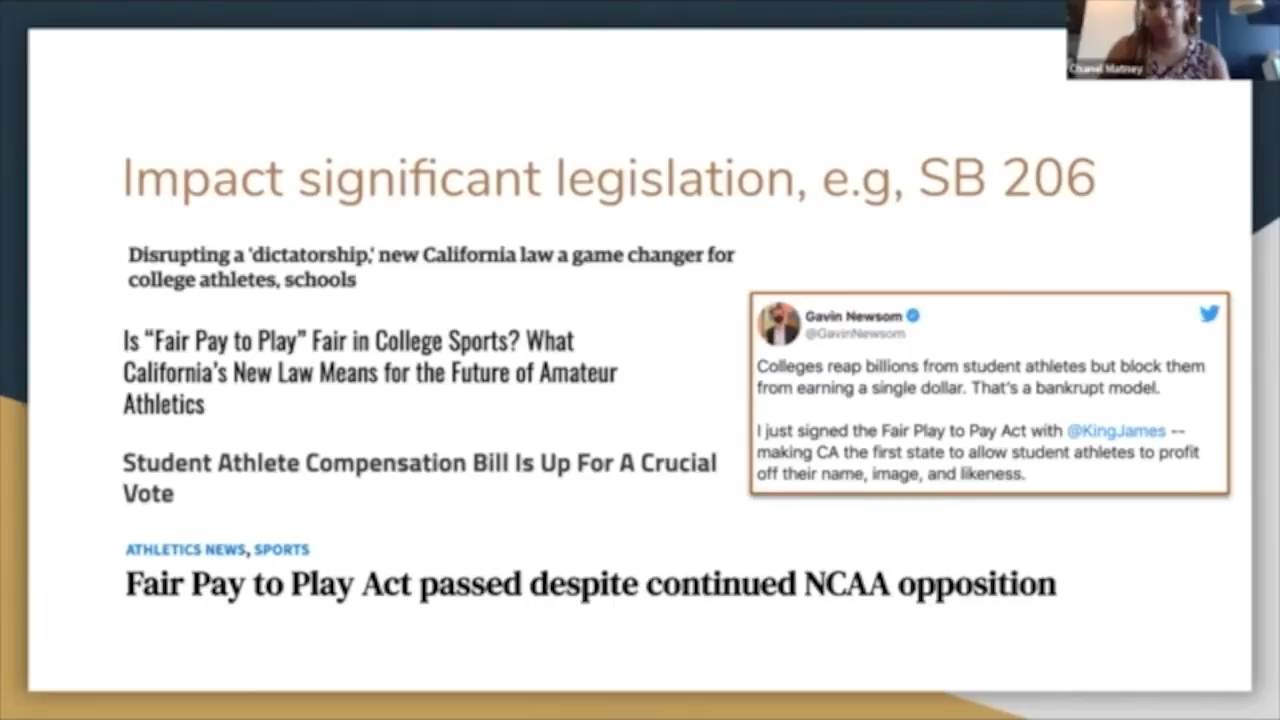 Chanel Matney
Impact significant legislation, e.g, SB 206
Disrupting a 'dictatorship,' new California law a game changer for
college athletes, schools
Is “Fair Pay to Play” Fair in College Sports? What
California's New Law Means for the Future of Amateur
Athletics
Student Athlete Compensation Bill Is Up For A Crucial
Vote
ATHLETICS NEWS, SPORTS
Fair Pay to Play Act passed despite continued NCAA opposition
Gavin Newsom
@GavinNewsom
Colleges reap billions from student athletes but block them
from earning a single dollar. That's a bankrupt model.
I just signed the Fair Play to Pay Act with @KingJames --
making CA the first state to allow student athletes to profit
off their name, image, and likeness.